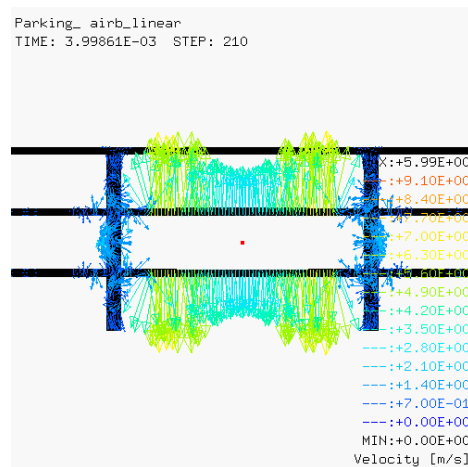 Parking_ airb_linear
TIME: 3.99861E-03 STEP: 210
X:+5.99E+00
---:+9.10E+00
---:+8.40E+00
---:+7.70E+00
---:+7.00E+00
---:+6.30E+00
---:+5.60E+00
---:+4.90E+00
---:+4.20E+00
---:+3.50E+00
---:+2.80E+00
---:+2.10E+00
---:+1.40E+00
---:+7.00E-01
---:+0.00E+00
MIN:+0.00E+00
Velocity [m/s]